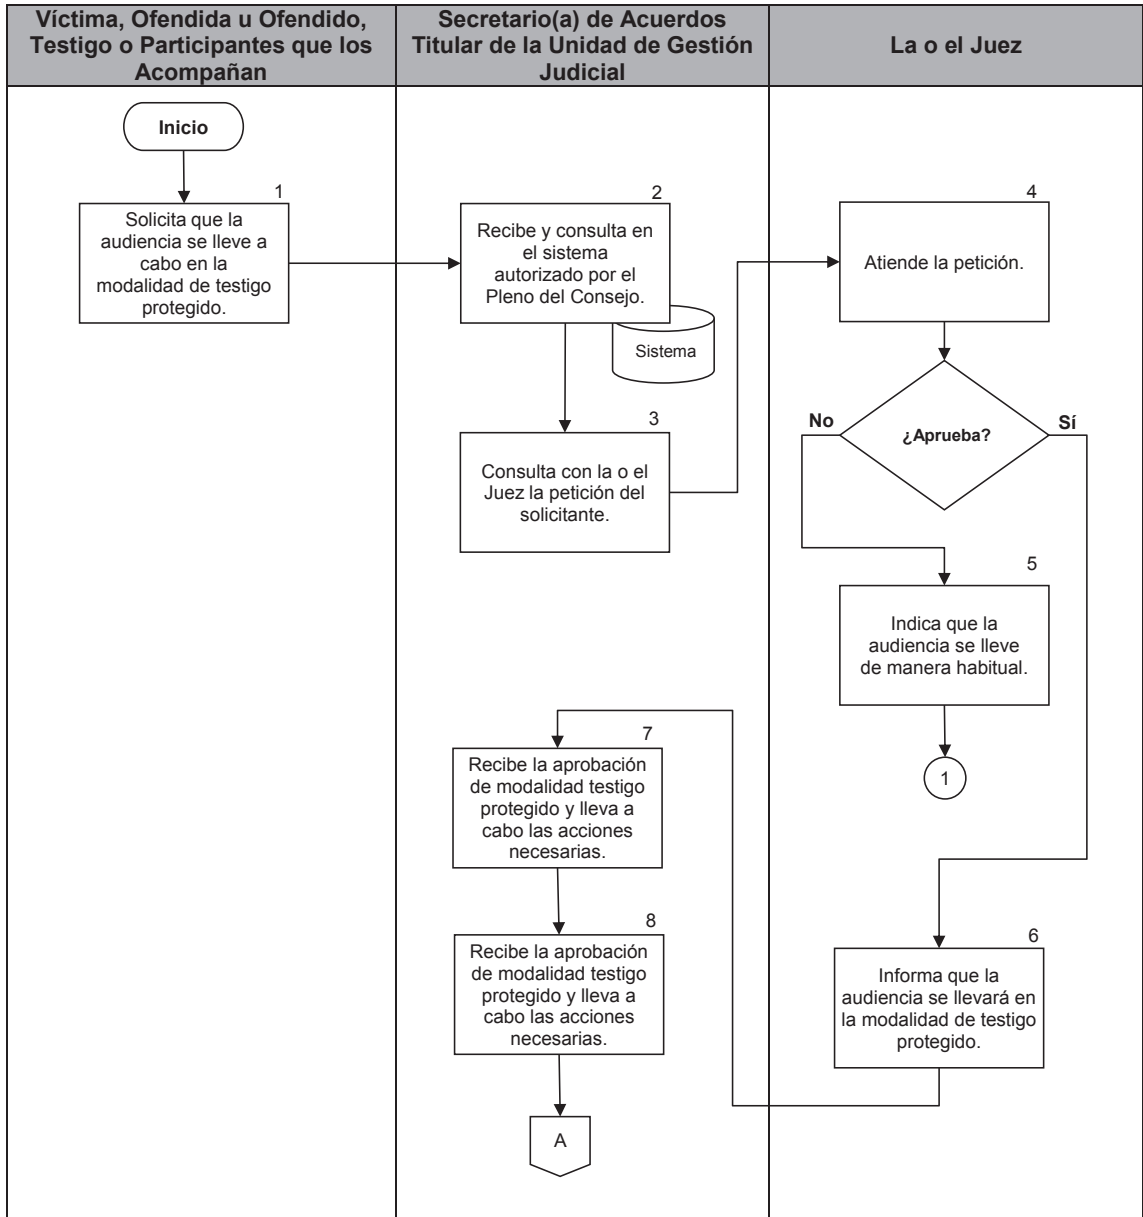 Víctima, Ofendida u Ofendido,
Testigo o Participantes que los
Acompañan
Secretario(a) de Acuerdos
Titular de la Unidad de Gestión
Judicial
La o el Juez
Inicio
1
Solicita que la
audiencia se lleve a
cabo en la
modalidad de testigo
protegido.
2
Recibe y consulta en
el sistema
autorizado por el
Pleno del Consejo.
Sistema
3
Consulta con la o el
Juez la petición del
solicitante.
4
Atiende la petición.
¿Aprueba?
No
Sí
5
Indica que la
audiencia se lleve
de manera habitual.
1
6
Informa que la
audiencia se llevará en
la modalidad de testigo
protegido.
7
Recibe la aprobación
de modalidad testigo
protegido y lleva a
cabo las acciones
necesarias.
8
Recibe la aprobación
de modalidad testigo
protegido y lleva a
cabo las acciones
necesarias.
A